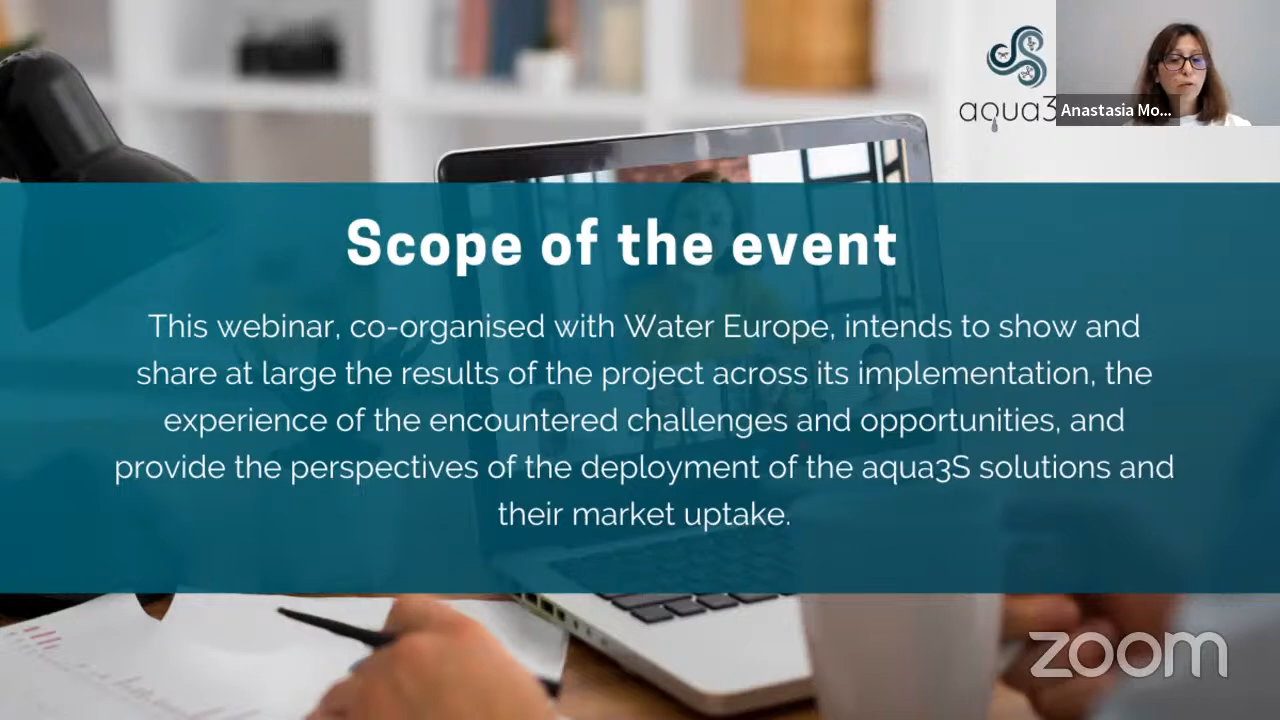 aqua3
Anastasia Mo...
Scope of the event
This webinar, co-organised with Water Europe, intends to show and
share at large the results of the project across its implementation, the
experience of the encountered challenges and opportunities, and
provide the perspectives of the deployment of the aqua3S solutions and
their market uptake.
zoom